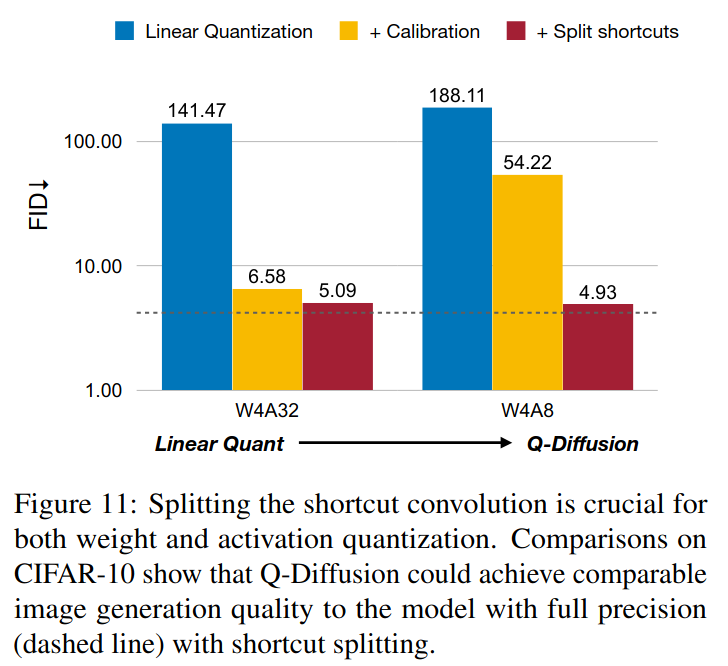 Linear Quantization + Calibration + Split shortcuts
188.11
141.47
100.00
54.22
FID↓
10.00
6.58
5.09
4.93
1.00
W4A32 W4A8
Linear Quant Q-Diffusion
Figure 11: Splitting the shortcut convolution is crucial for
both weight and activation quantization. Comparisons on
CIFAR-10 show that Q-Diffusion could achieve comparable
image generation quality to the model with full precision
(dashed line) with shortcut splitting.